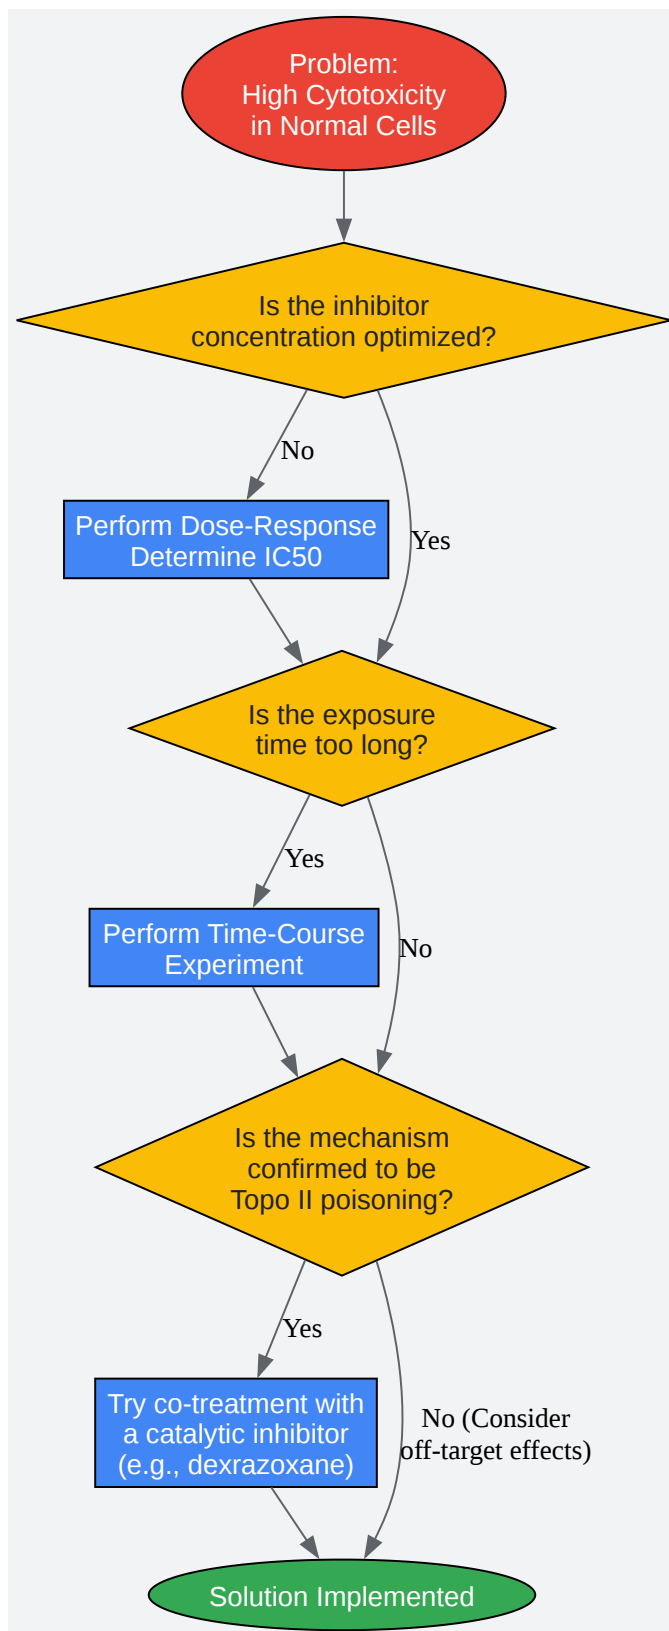 Problem:
High Cytotoxicity
in Normal Cells
Is the inhibitor
concentration optimized?
No
Perform Dose-Response
Determine IC50
Yes
Is the exposure
time too long?
Yes
Perform Time-Course
Experiment
No
Is the mechanism
confirmed to be
Topo II poisoning?
Yes
Try co-treatment with
a catalytic inhibitor
(e.g., dexrazoxane)
No (Consider
off-target effects)
Solution Implemented